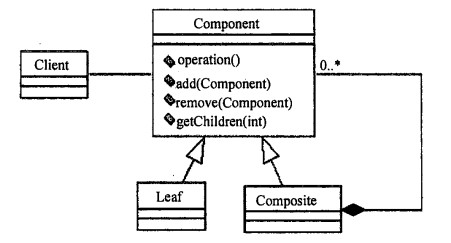 Component
operation()
Client
0..*
add(Component)
remove(Component)
getChildren(int)
Leaf
Composite